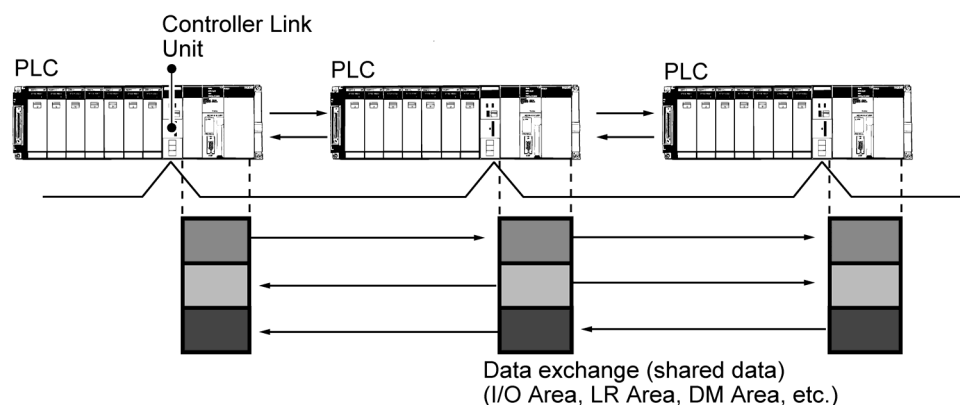 Controller Link
Unit
PLC
PLC
PLC
Data exchange (shared data)
(I/O Area, LR Area, DM Area, etc.)